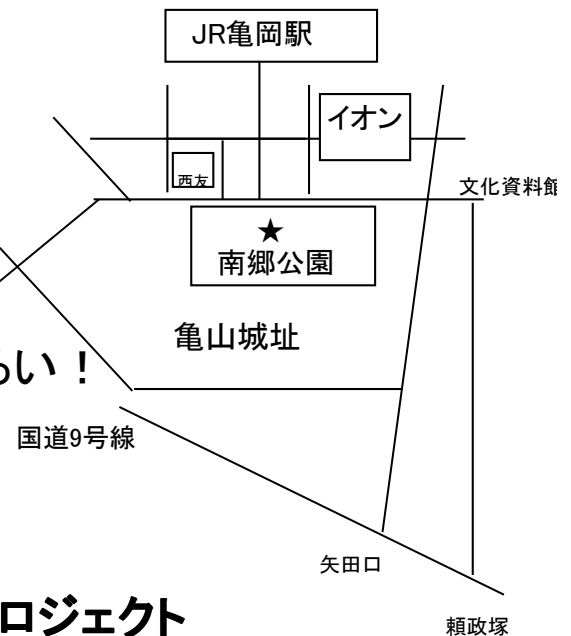 JR亀岡駅
イオン
西友
文化資料館
★
南郷公園
亀山城址
らい！
国道9号線
矢田口
ロジェクト
頼政塚